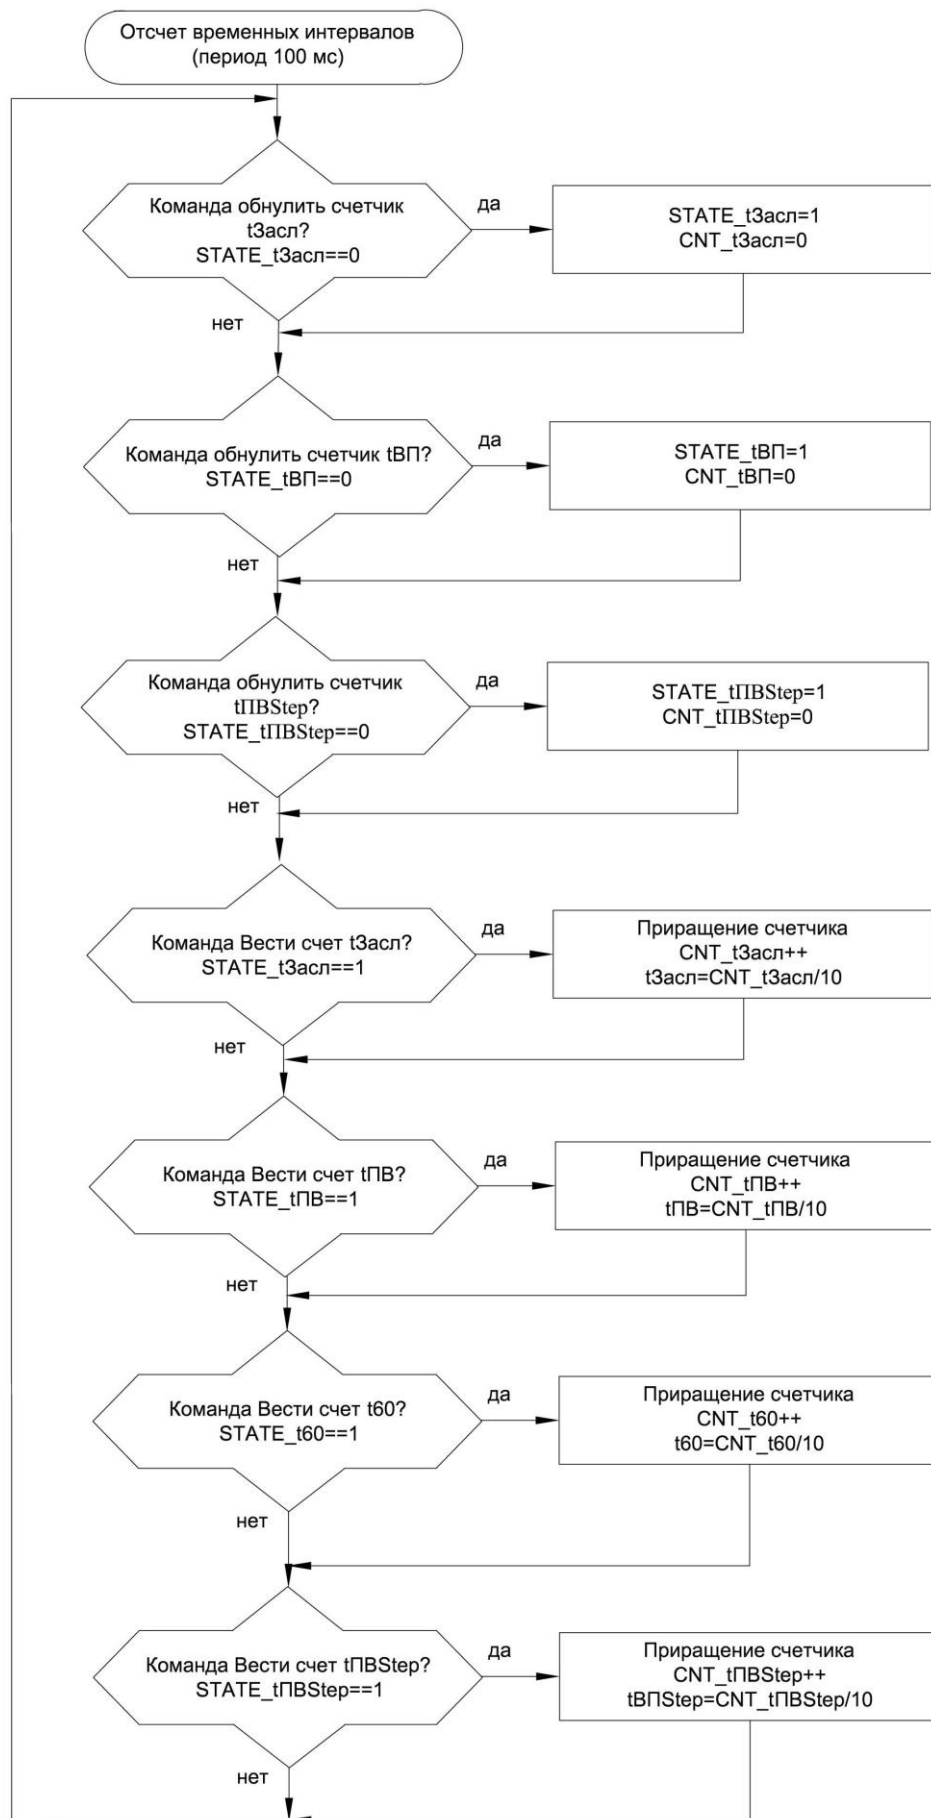 Отсчет временных интервалов
(период 100 мс)
Команда обнулить счетчик
tЗасл?
STATE_tЗасл==0
да
STATE_tЗасл=1
CNT_tЗасл=0
нет
Команда обнулить счетчик tВП?
STATE_tВП==0
да
STATE_tВП=1
CNT_tВП=0
нет
Команда обнулить счетчик
tПВStep?
STATE_tПВStep==0
да
STATE_tПВStep=1
CNT_tПВStep=0
нет
Команда Вести счет tЗасл?
STATE_tЗасл==1
да
Приращение счетчика
CNT_tЗасл++
tЗасл=CNT_tЗасл/10
нет
Команда Вести счет tПВ?
STATE_tПВ==1
да
Приращение счетчика
CNT_tПВ++
tПВ=CNT_tПВ/10
нет
Команда Вести счет t60?
STATE_t60==1
да
Приращение счетчика
CNT_t60++
t60=CNT_t60/10
нет
Команда Вести счет tПВStep?
STATE_tПВStep==1
да
Приращение счетчика
CNT_tПВStep++
tВПStep=CNT_tПВStep/10
нет